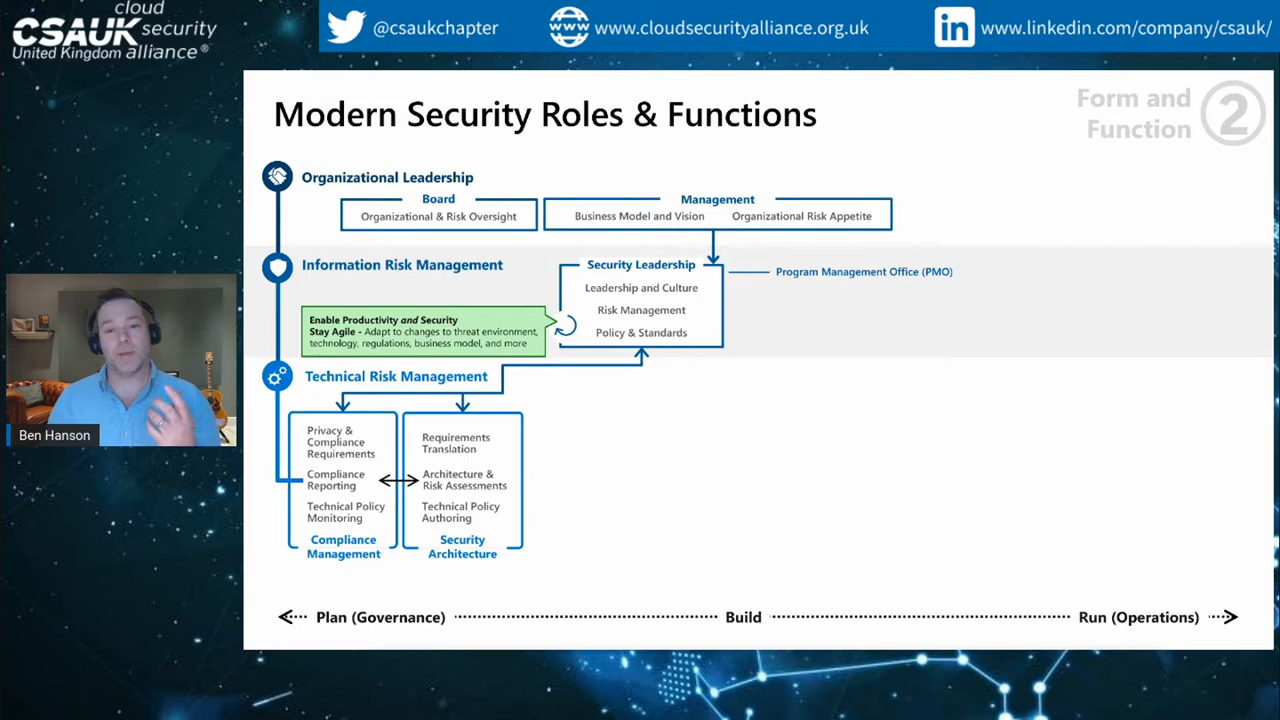 cloud
CSAUK security
United Kingdom alliance®
@csaukchapter
www.cloudsecurityalliance.org.uk
www.linkedin.com/company/csauk/
Modern Security Roles & Functions
Form and
Function
2
Organizational Leadership
Board
Organizational & Risk Oversight
Management
Business Model and Vision
Organizational Risk Appetite
Information Risk Management
Security Leadership
Leadership and Culture
Risk Management
Policy & Standards
Program Management Office (PMO)
Enable Productivity and Security
Stay Agile - Adapt to changes to threat environment,
technology, regulations, business model, and more
Technical Risk Management
Privacy &
Compliance
Requirements
Compliance
Reporting
Technical Policy
Monitoring
Compliance
Management
Requirements
Translation
Architecture &
Risk Assessments
Technical Policy
Authoring
Security
Architecture
Ben Hanson
Plan (Governance)
Build
Run (Operations)